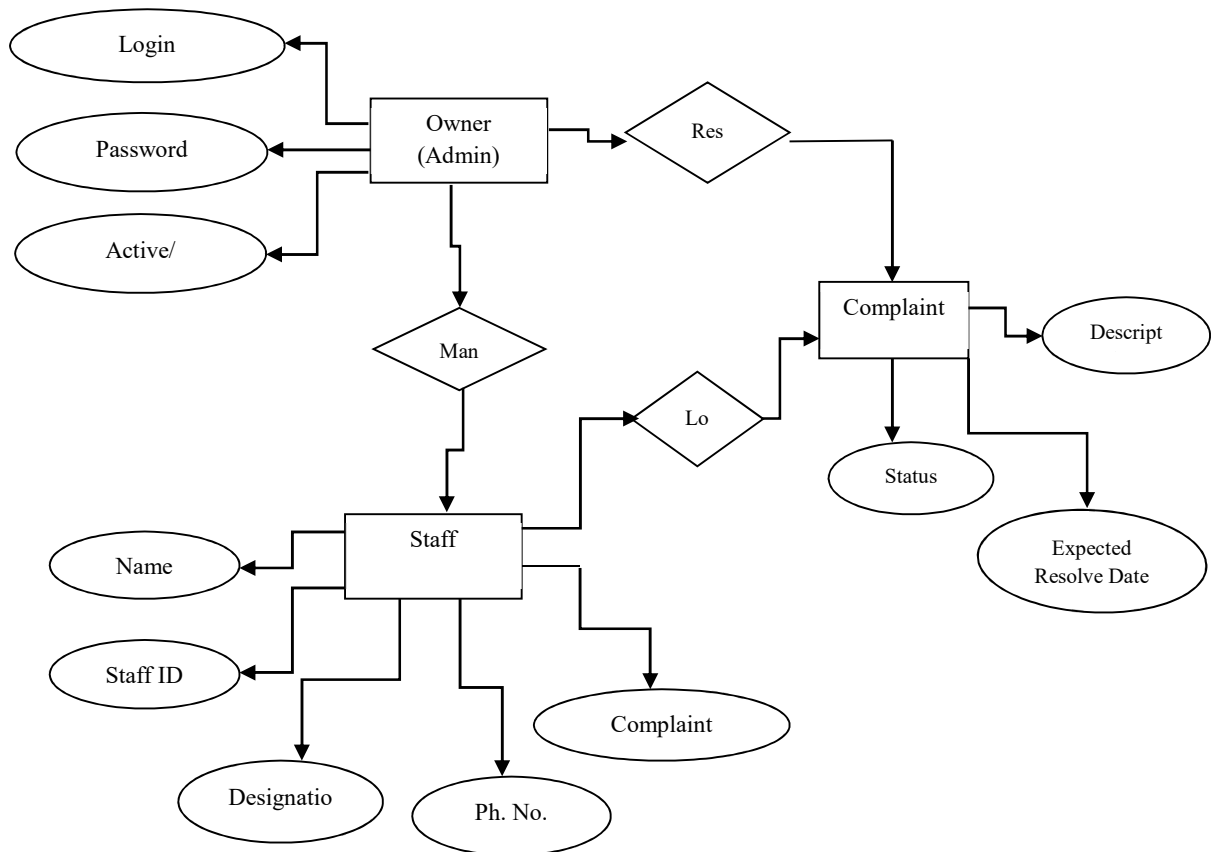 Login
Owner
(Admin)
Res
Password
Active/
Complaint
Descript
Man
Lo
Status
Staff
Expected
Resolve Date
Name
Staff ID
Complaint
Designatio
Ph. No.